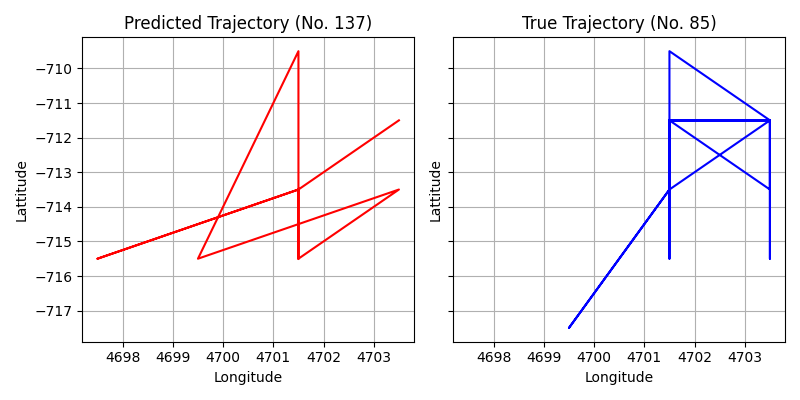 Predicted Trajectory (No. 137)
True Trajectory (No. 85)
−710
−711
−712
−713
−714
−715
−716
−717
Lattitude
Lattitude
4698 4699 4700 4701 4702 4703
4698 4699 4700 4701 4702 4703
Longitude
Longitude